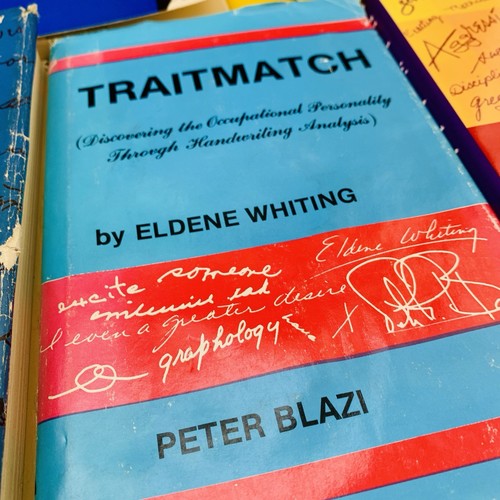 TRAITMATCH
(Discovering the Occupational Personality
Through Handwriting Analysis)
by ELDENE WHITING
Eldene Whiting
excite someone
even a greater desire
graphology
PETER BLAZI